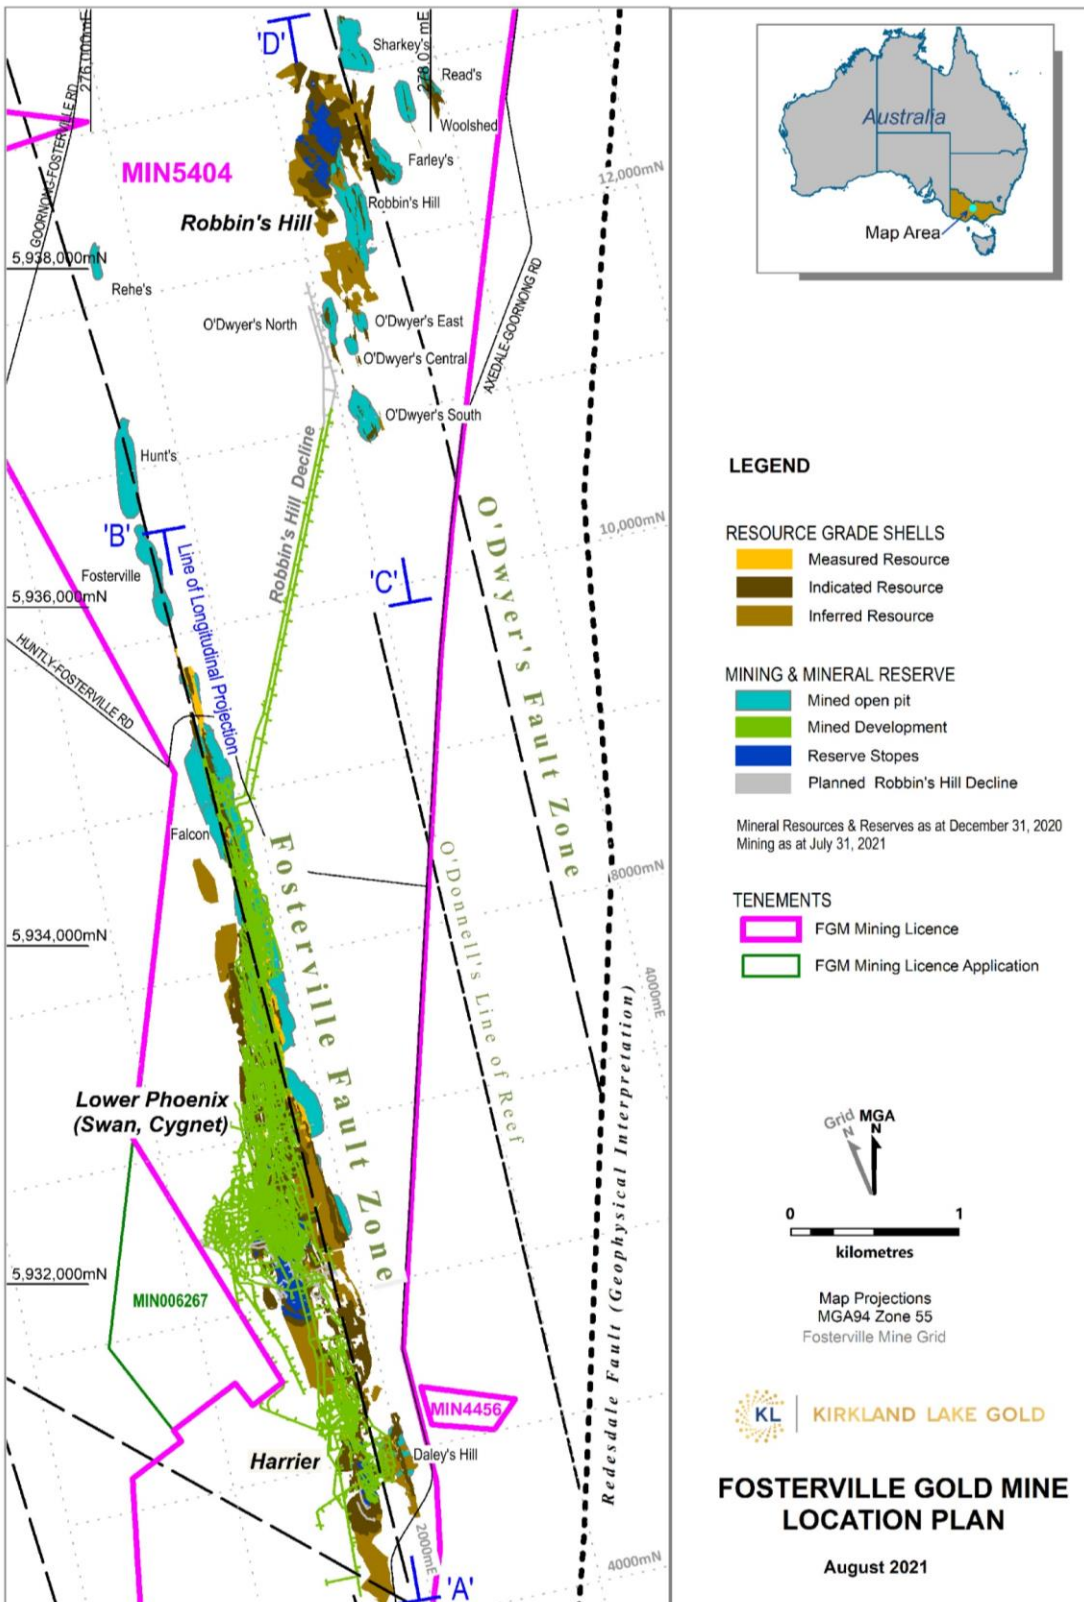 276,000mE
'D'
Sharkey's
Read's
Woolshed
GOORNONG-FOSTERVILLE RD
MIN5404
Farley's
12,000mN
Robbin's Hill
Robbin's Hill
5,938,000mN
Rehe's
AXEDALE-GOORNONG RD
O'Dwyer's North
O'Dwyer's East
O'Dwyer's Central
O'Dwyer's South
Hunt's
Robbin's Hill Decline
10,000mN
'B'
Line of Longitudinal Projection
Fosterville
'C'
O'Dwyer's Fault Zone
5,936,000mN
HUNTLY-FOSTERVILLE RD
Falcon
Fosterville Fault Zone
O'Donnell's Line of Reef
8000mN
5,934,000mN
4000mE
Redesdale Fault (Geophysical Interpretation)
Lower Phoenix
(Swan, Cygnet)
5,932,000mN
MIN006267
MIN4456
Harrier
Daley's Hill
2000mE
4000mN
'A'
Australia
Map Area
LEGEND
RESOURCE GRADE SHELLS
Measured Resource
Indicated Resource
Inferred Resource
MINING & MINERAL RESERVE
Mined open pit
Mined Development
Reserve Stopes
Planned Robbin's Hill Decline
Mineral Resources & Reserves as at December 31, 2020
Mining as at July 31, 2021
TENEMENTS
FGM Mining Licence
FGM Mining Licence Application
Grid MGA
N N
0 1
kilometres
Map Projections
MGA94 Zone 55
Fosterville Mine Grid
KL KIRKLAND LAKE GOLD
FOSTERVILLE GOLD MINE
LOCATION PLAN
August 2021